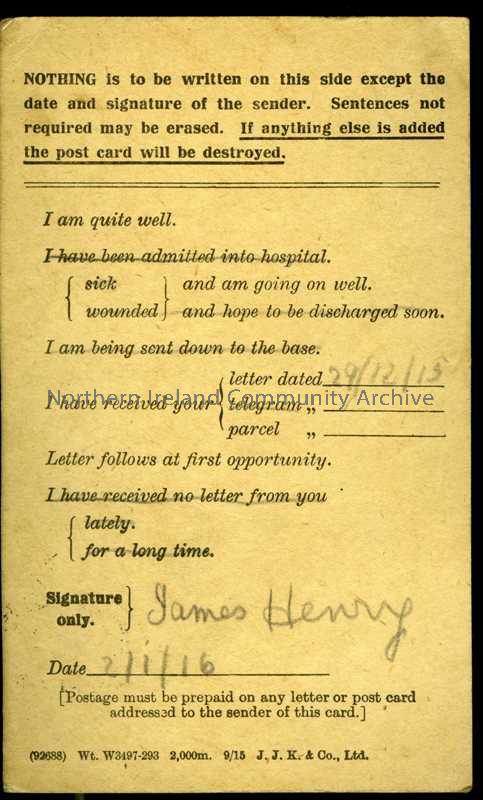 NOTHING is to be written on this side except the
date and signature of the sender. Sentences not
required may be erased. If anything else is added
the post card will be destroyed.
I am quite well.
I have been admitted into hospital.
sick
and am going on well.
wounded
and hope to be discharged soon.
I am being sent down to the base.
letter dated 29/12/15
Northern Ireland Community Archive
I have received your telegram „
parcel „
Letter follows at first opportunity.
I have received no letter from you
lately.
for a long time.
Signature
only.
James Henry
Date 2/1/16
[Postage must be prepaid on any letter or post card
addressed to the sender of this card.]
(92688) Wt. W3497-293 2,000m. 9/15 J. J. K. & Co., Ltd.